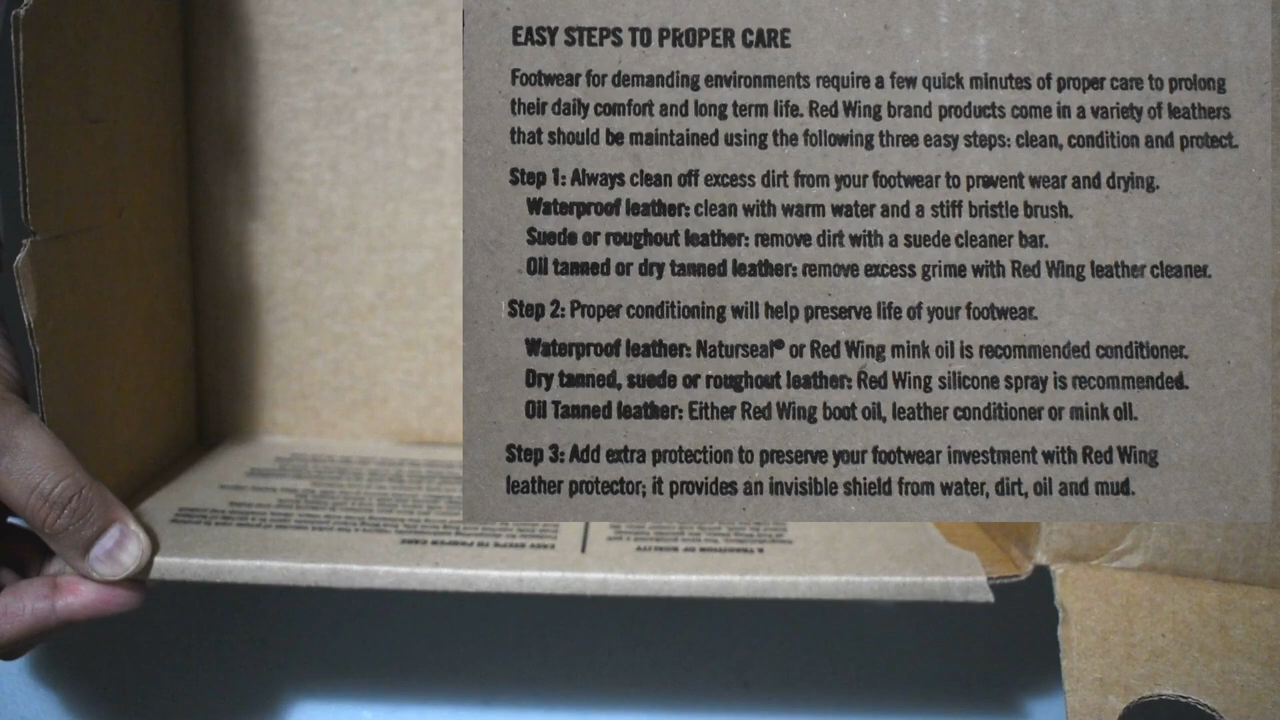 EASY STEPS TO PROPER CARE
Footwear for demanding environments require a few quick minutes of proper care to prolong
their daily comfort and long term life. Red Wing brand products come in a variety of leathers
that should be maintained using the following three easy steps: clean, condition and protect.
Step 1: Always clean off excess dirt from your footwear to prevent wear and drying.
Waterproof leather: clean with warm water and a stiff bristle brush.
Suede or roughout leather: remove dirt with a suede cleaner bar.
Oil tanned or dry tanned leather: remove excess grime with Red Wing leather cleaner.
Step 2: Proper conditioning will help preserve life of your footwear.
Waterproof leather: Naturseal® or Red Wing mink oil is recommended conditioner.
Dry tanned, suede or roughout leather: Red Wing silicone spray is recommended.
Oil Tanned leather: Either Red Wing boot oil, leather conditioner or mink oil.
Step 3: Add extra protection to preserve your footwear investment with Red Wing
leather protector; it provides an invisible shield from water, dirt, oil and mud.
EASY STEPS TO PROPER CARE
A TRADITION OF QUALITY